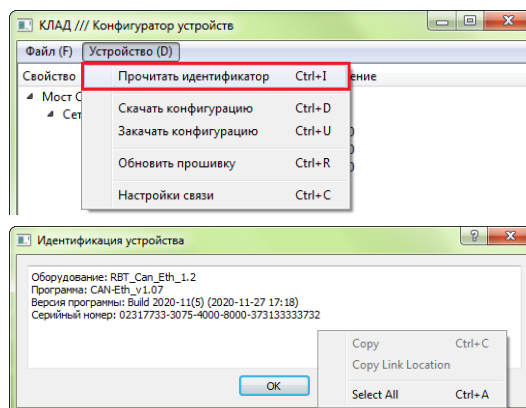 КЛАД /// Конфигуратор устройств
Файл (F) Устройство (D)
Свойство
Прочитать идентификатор Ctrl+I
Мост
Скачать конфигурацию Ctrl+D
Закачать конфигурацию Ctrl+U
Обновить прошивку Ctrl+R
Настройки связи Ctrl+C
Идентификация устройства
Оборудование: RBT_Can_Eth_1.2
Программа: CAN-Eth_v1.07
Версия программы: Build 2020-11(5) (2020-11-27 17:18)
Серийный номер: 02317733-3075-4000-8000-373133333732
Copy Ctrl+C
Copy Link Location
OK
Select All Ctrl+A